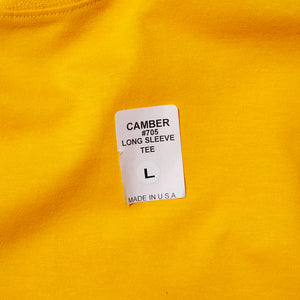 CAMBER
#705
LONG SLEEVE
TEE
L
MADE IN U.S.A.